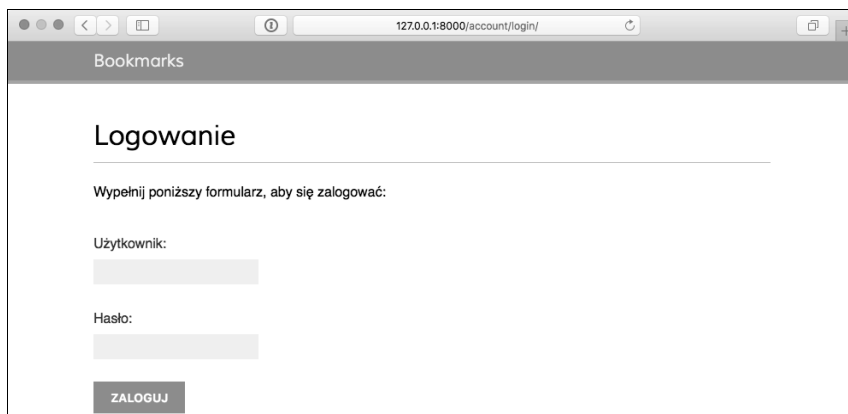 127.0.0.1:8000/account/login/
Bookmarks
Logowanie
Wypełnij poniższy formularz, aby się zalogować:
Użytkownik:
Hasło:
ZALOGUJ